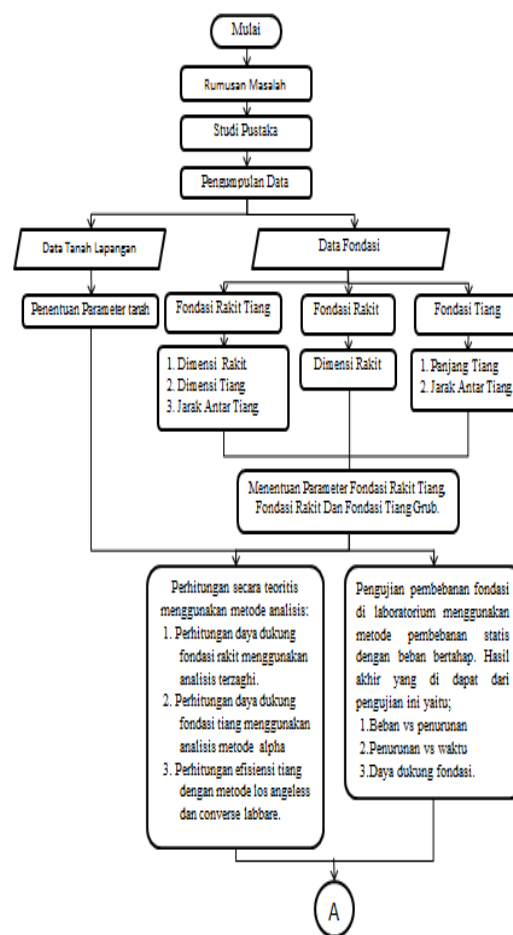 Mulai
Rumusan Masalah
Studi Pustaka
Pengumpulan Data
Data Tanah Lapangan
Data Fondasi
Penentuan Parameter tanah
Fondasi Rakit Tiang
Fondasi Rakit
Fondasi Tiang
1. Dimensi Rakit
2. Dimensi Tiang
3. Jarak Antar Tiang.
Dimensi Rakit
1. Panjang Tiang
2. Jarak Antar Tiang.
Menentuan Parameter Fondasi Rakit Tiang,
Fondasi Rakit Dan Fondasi Tiang Grub.
Perhitungan secara teoritis
menggunakan metode analisis:
1. Perhitungan daya dukung
fondasi rakit menggunakan
analisis terzaghi.
2. Perhitungan daya dukung
fondasi tiang menggunakan
analisis metode alpha
3. Perhitungan efisiensi tiang
dengan metode los angeless
dan converse labbare.
Pengujian pembebanan fondasi
di laboratorium menggunakan
metode pembebanan statis
dengan beban bertahap. Hasil
akhir yang di dapat dari
pengujian ini yaitu;
1.Beban vs penurunan
2.Penurunan vs waktu
3.Daya dukung fondasi.
A